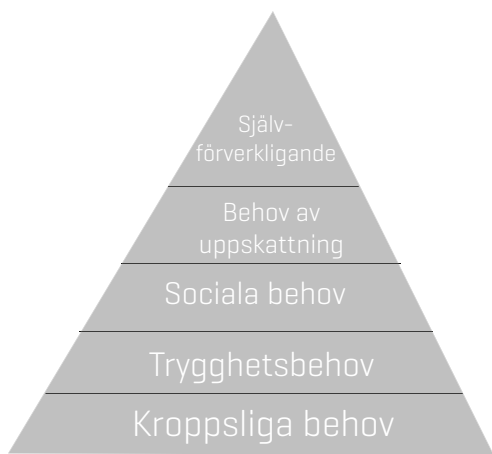 Själv-
förverkligande
Behov av
uppskattning
Sociala behov
Trygghetsbehov
Kroppsliga behov